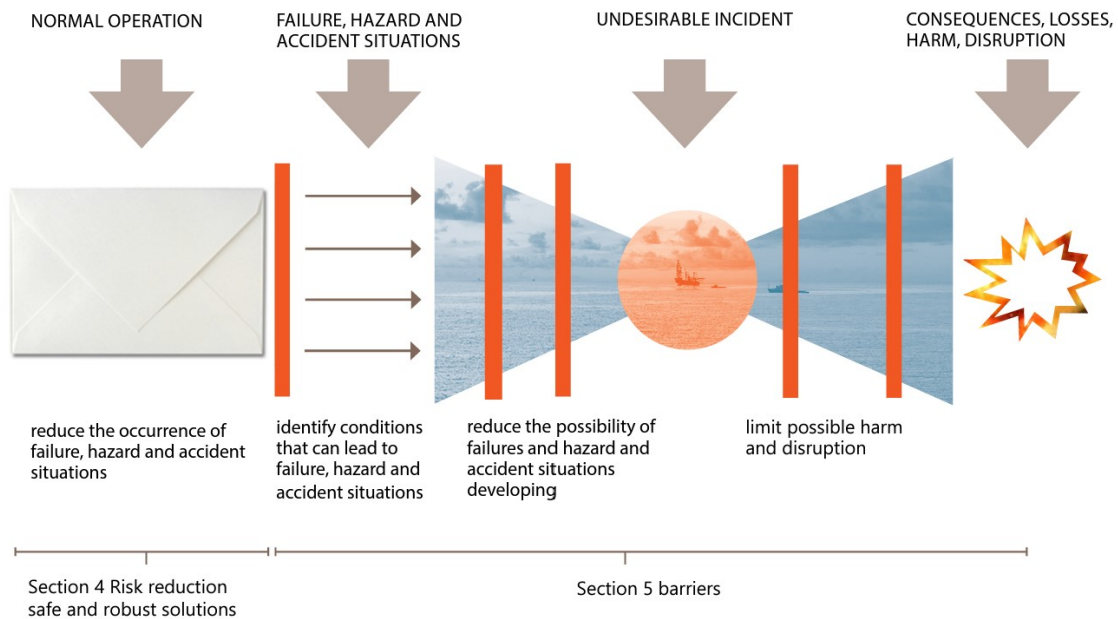 NORMAL OPERATION
FAILURE, HAZARD AND
ACCIDENT SITUATIONS
UNDESIRABLE INCIDENT
CONSEQUENCES, LOSSES,
HARM, DISRUPTION
reduce the occurrence of
failure, hazard and accident
situations
identify conditions
that can lead to
failure, hazard and
accident situations
reduce the possibility of
failures and hazard and
accident situations
developing
limit possible harm
and disruption
Section 4 Risk reduction
safe and robust solutions
Section 5 barriers